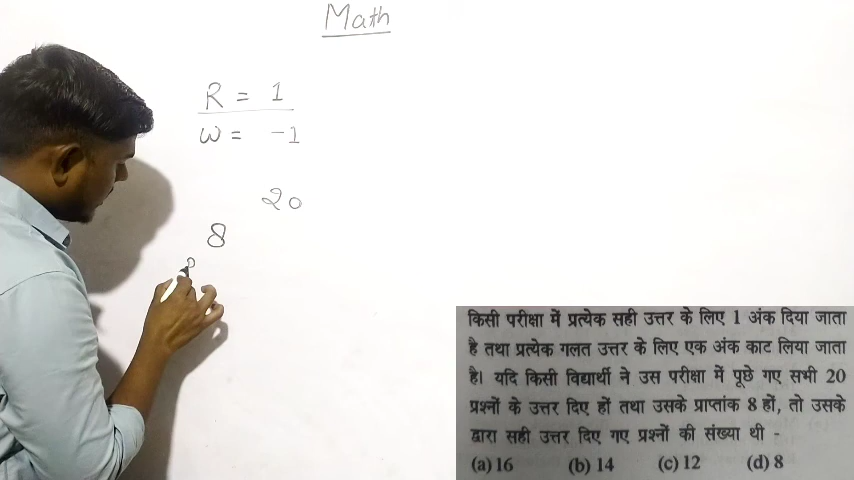 Math
R = 1
W = -1
20
8
किसी परीक्षा में प्रत्येक सही उत्तर के लिए 1 अंक दिया जाता
है तथा प्रत्येक गलत उत्तर के लिए एक अंक काट लिया जाता
है। यदि किसी विद्यार्थी ने उस परीक्षा में पूछे गए सभी 20
प्रश्नों के उत्तर दिए हों तथा उसके प्राप्तांक 8 हों, तो उसके
द्वारा सही उत्तर दिए गए प्रश्नों की संख्या थी -
(a) 16 (b) 14 (c) 12 (d) 8